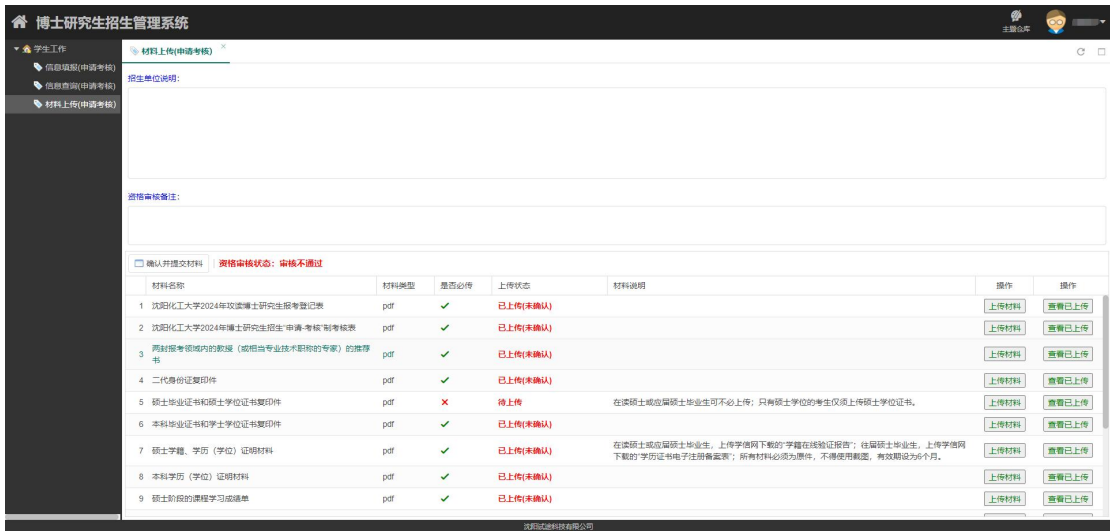 博士研究生招生管理系统
主题仓库
学生工作
信息填报(申请考核)
信息查询(申请考核)
材料上传(申请考核)
材料上传(申请考核)
招生单位说明:
资格审核备注:
确认并提交材料 资格审核状态: 审核不通过
材料名称 材料类型 是否必传 上传状态 材料说明 操作 操作
1 沈阳化工大学2024年攻读博士研究生报考登记表 pdf 已上传(未确认) 上传材料 查看已上传
2 沈阳化工大学2024年博士研究生招生“申请-考核”制考核表 pdf 已上传(未确认) 上传材料 查看已上传
3 两封报考领域内的教授（或相当专业技术职称的专家）的推荐
书 pdf 已上传(未确认) 上传材料 查看已上传
4 二代身份证复印件 pdf 已上传(未确认) 上传材料 查看已上传
5 硕士毕业证书和硕士学位证书复印件 pdf 待上传 在读硕士或应届硕士毕业生可不必上传；只有硕士学位的考生仅须上传硕士学位证书。 上传材料 查看已上传
6 本科毕业证书和学士学位证书复印件 pdf 已上传(未确认) 上传材料 查看已上传
7 硕士学籍、学历（学位）证明材料 pdf 已上传(未确认) 在读硕士或应届硕士毕业生，上传学信网下载的“学籍在线验证报告”；往届硕士毕业生，上传学信网
下载的“学历证书电子注册备案表”；所有材料必须为原件，不得使用截图，有效期设为6个月。 上传材料 查看已上传
8 本科学历（学位）证明材料 pdf 已上传(未确认) 上传材料 查看已上传
9 硕士阶段的课程学习成绩单 pdf 已上传(未确认) 上传材料 查看已上传
沈阳试途科技有限公司